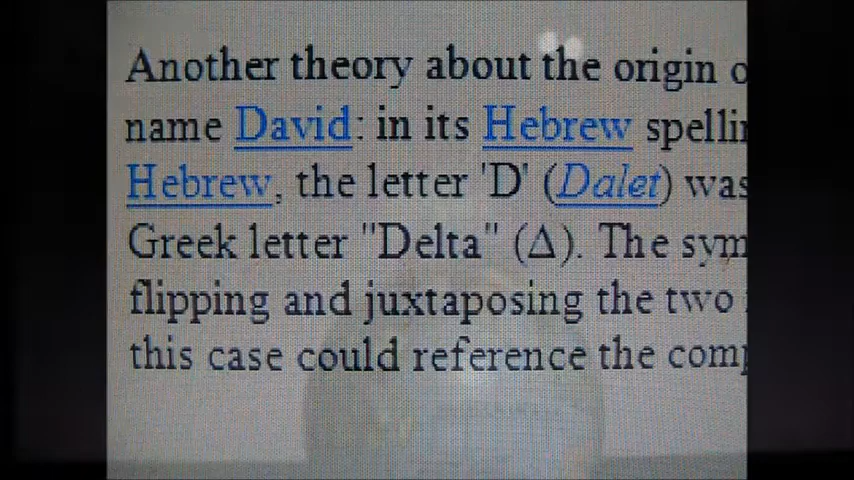 Another theory about the origin o
name David: in its Hebrew spelli
Hebrew, the letter 'D' (Dalet) was
Greek letter "Delta" (Δ). The sym
flipping and juxtaposing the two
this case could reference the com